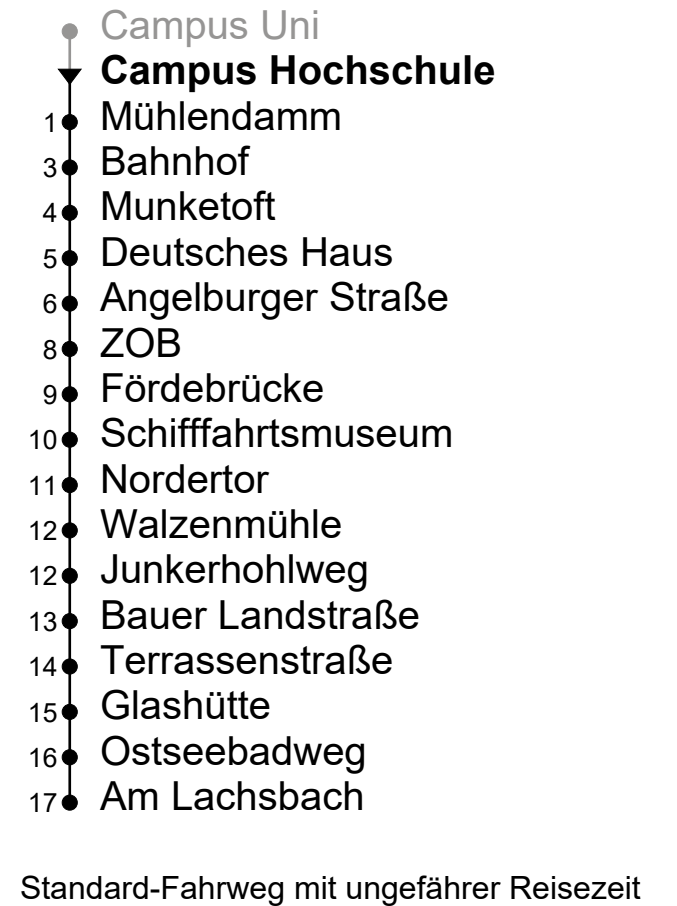 Campus Uni
Campus Hochschule
1 Mühlendamm
3 Bahnhof
4 Munketoft
5 Deutsches Haus
6 Angelburger Straße
8 ZOB
9 Fördebrücke
10 Schifffahrtsmuseum
11 Nordertor
12 Walzenmühle
12 Junkerhohlweg
13 Bauer Landstraße
14 Terrassenstraße
15 Glashütte
16 Ostseebadweg
17 Am Lachsbach
Standard-Fahrweg mit ungefährer Reisezeit